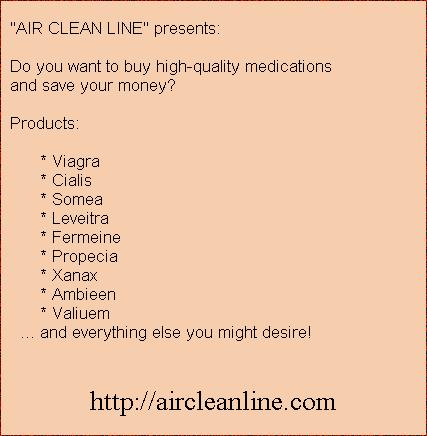 "AIR CLEAN LINE" presents:
Do you want to buy high-quality medications
and save your money?
Products:
* Viagra
* Cialis
* Somea
* Leveitra
* Fermeine
* Propecia
* Xanax
* Ambieen
* Valiuem
... and everything else you might desire!
http://aircleanline.com